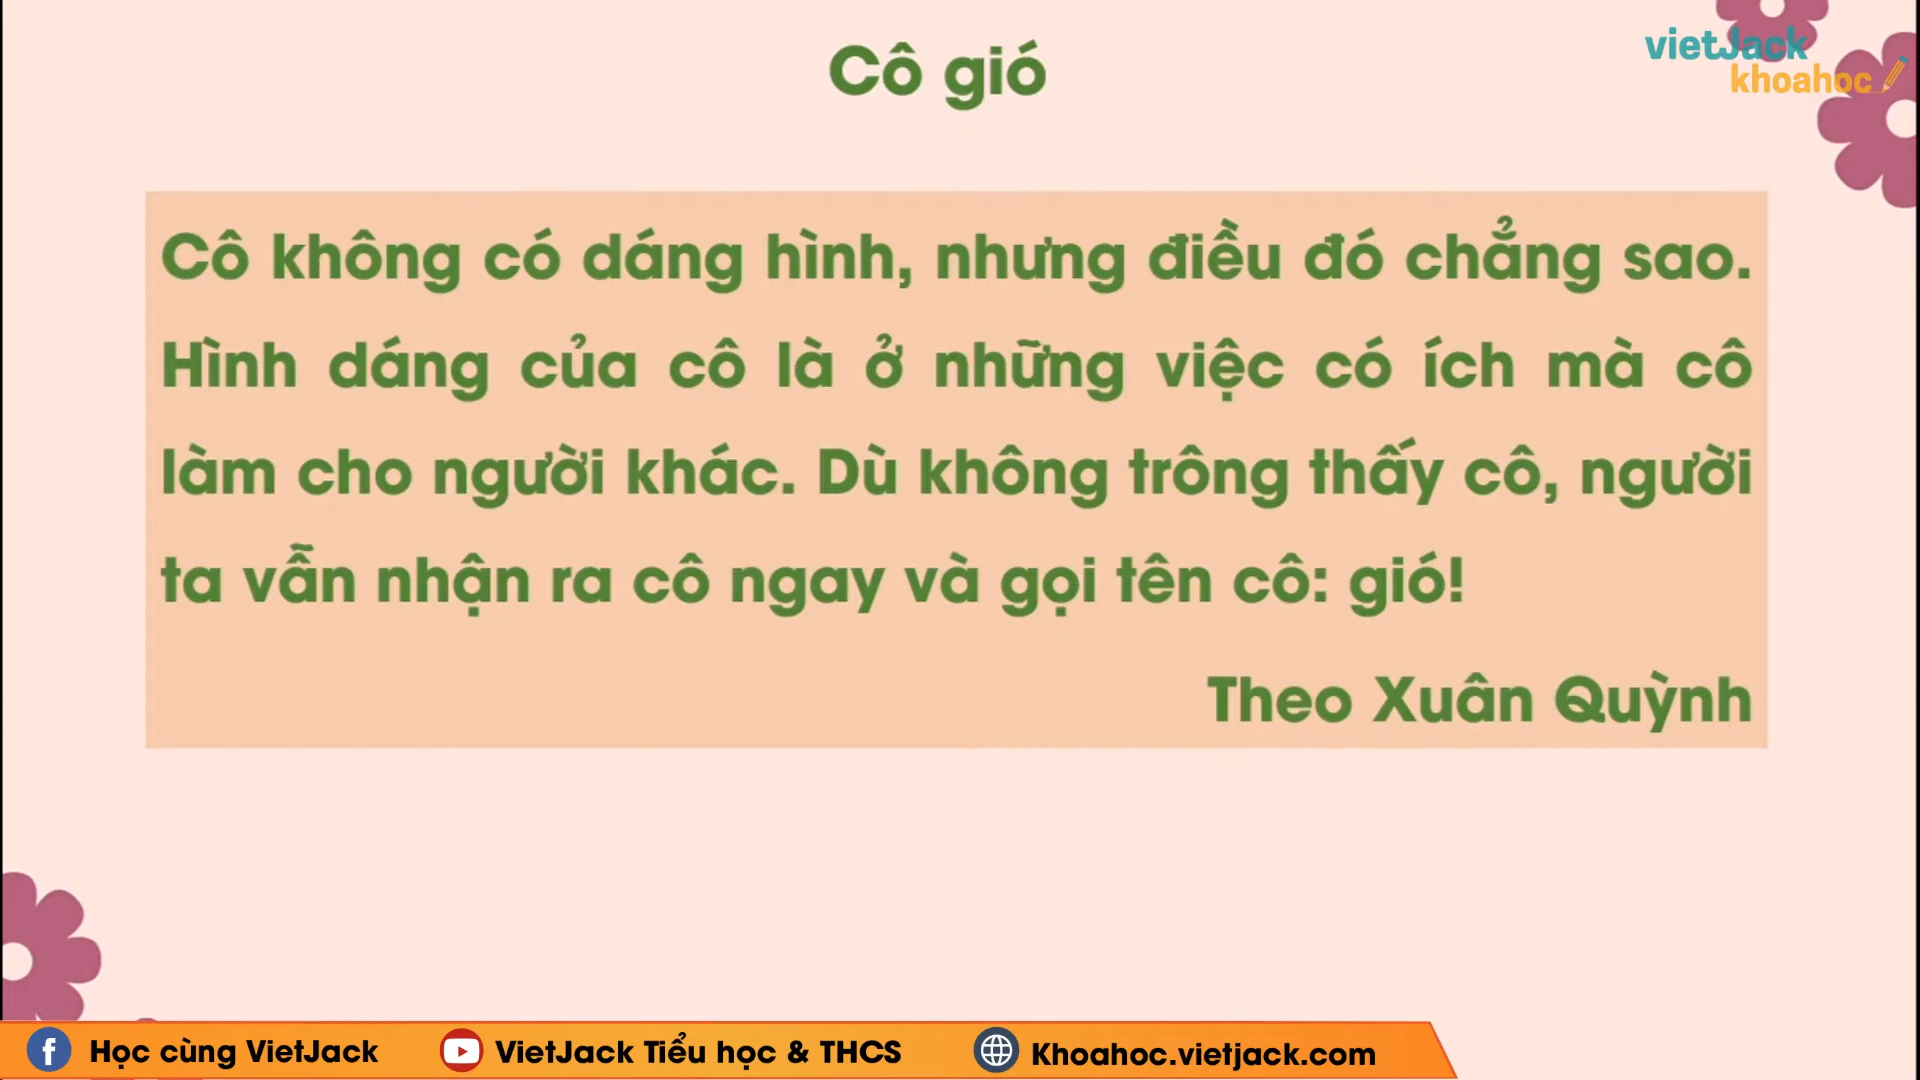 Cô gió
vietJack
khoahoc
Cô không có dáng hình, nhưng điều đó chẳng sao.
Hình dáng của cô là ở những việc có ích mà cô
làm cho người khác. Dù không trông thấy cô, người
ta vẫn nhận ra cô ngay và gọi tên cô: gió!
Theo Xuân Quỳnh
Học cùng VietJack
VietJack Tiểu học & THCS
Khoahoc.vietjack.com